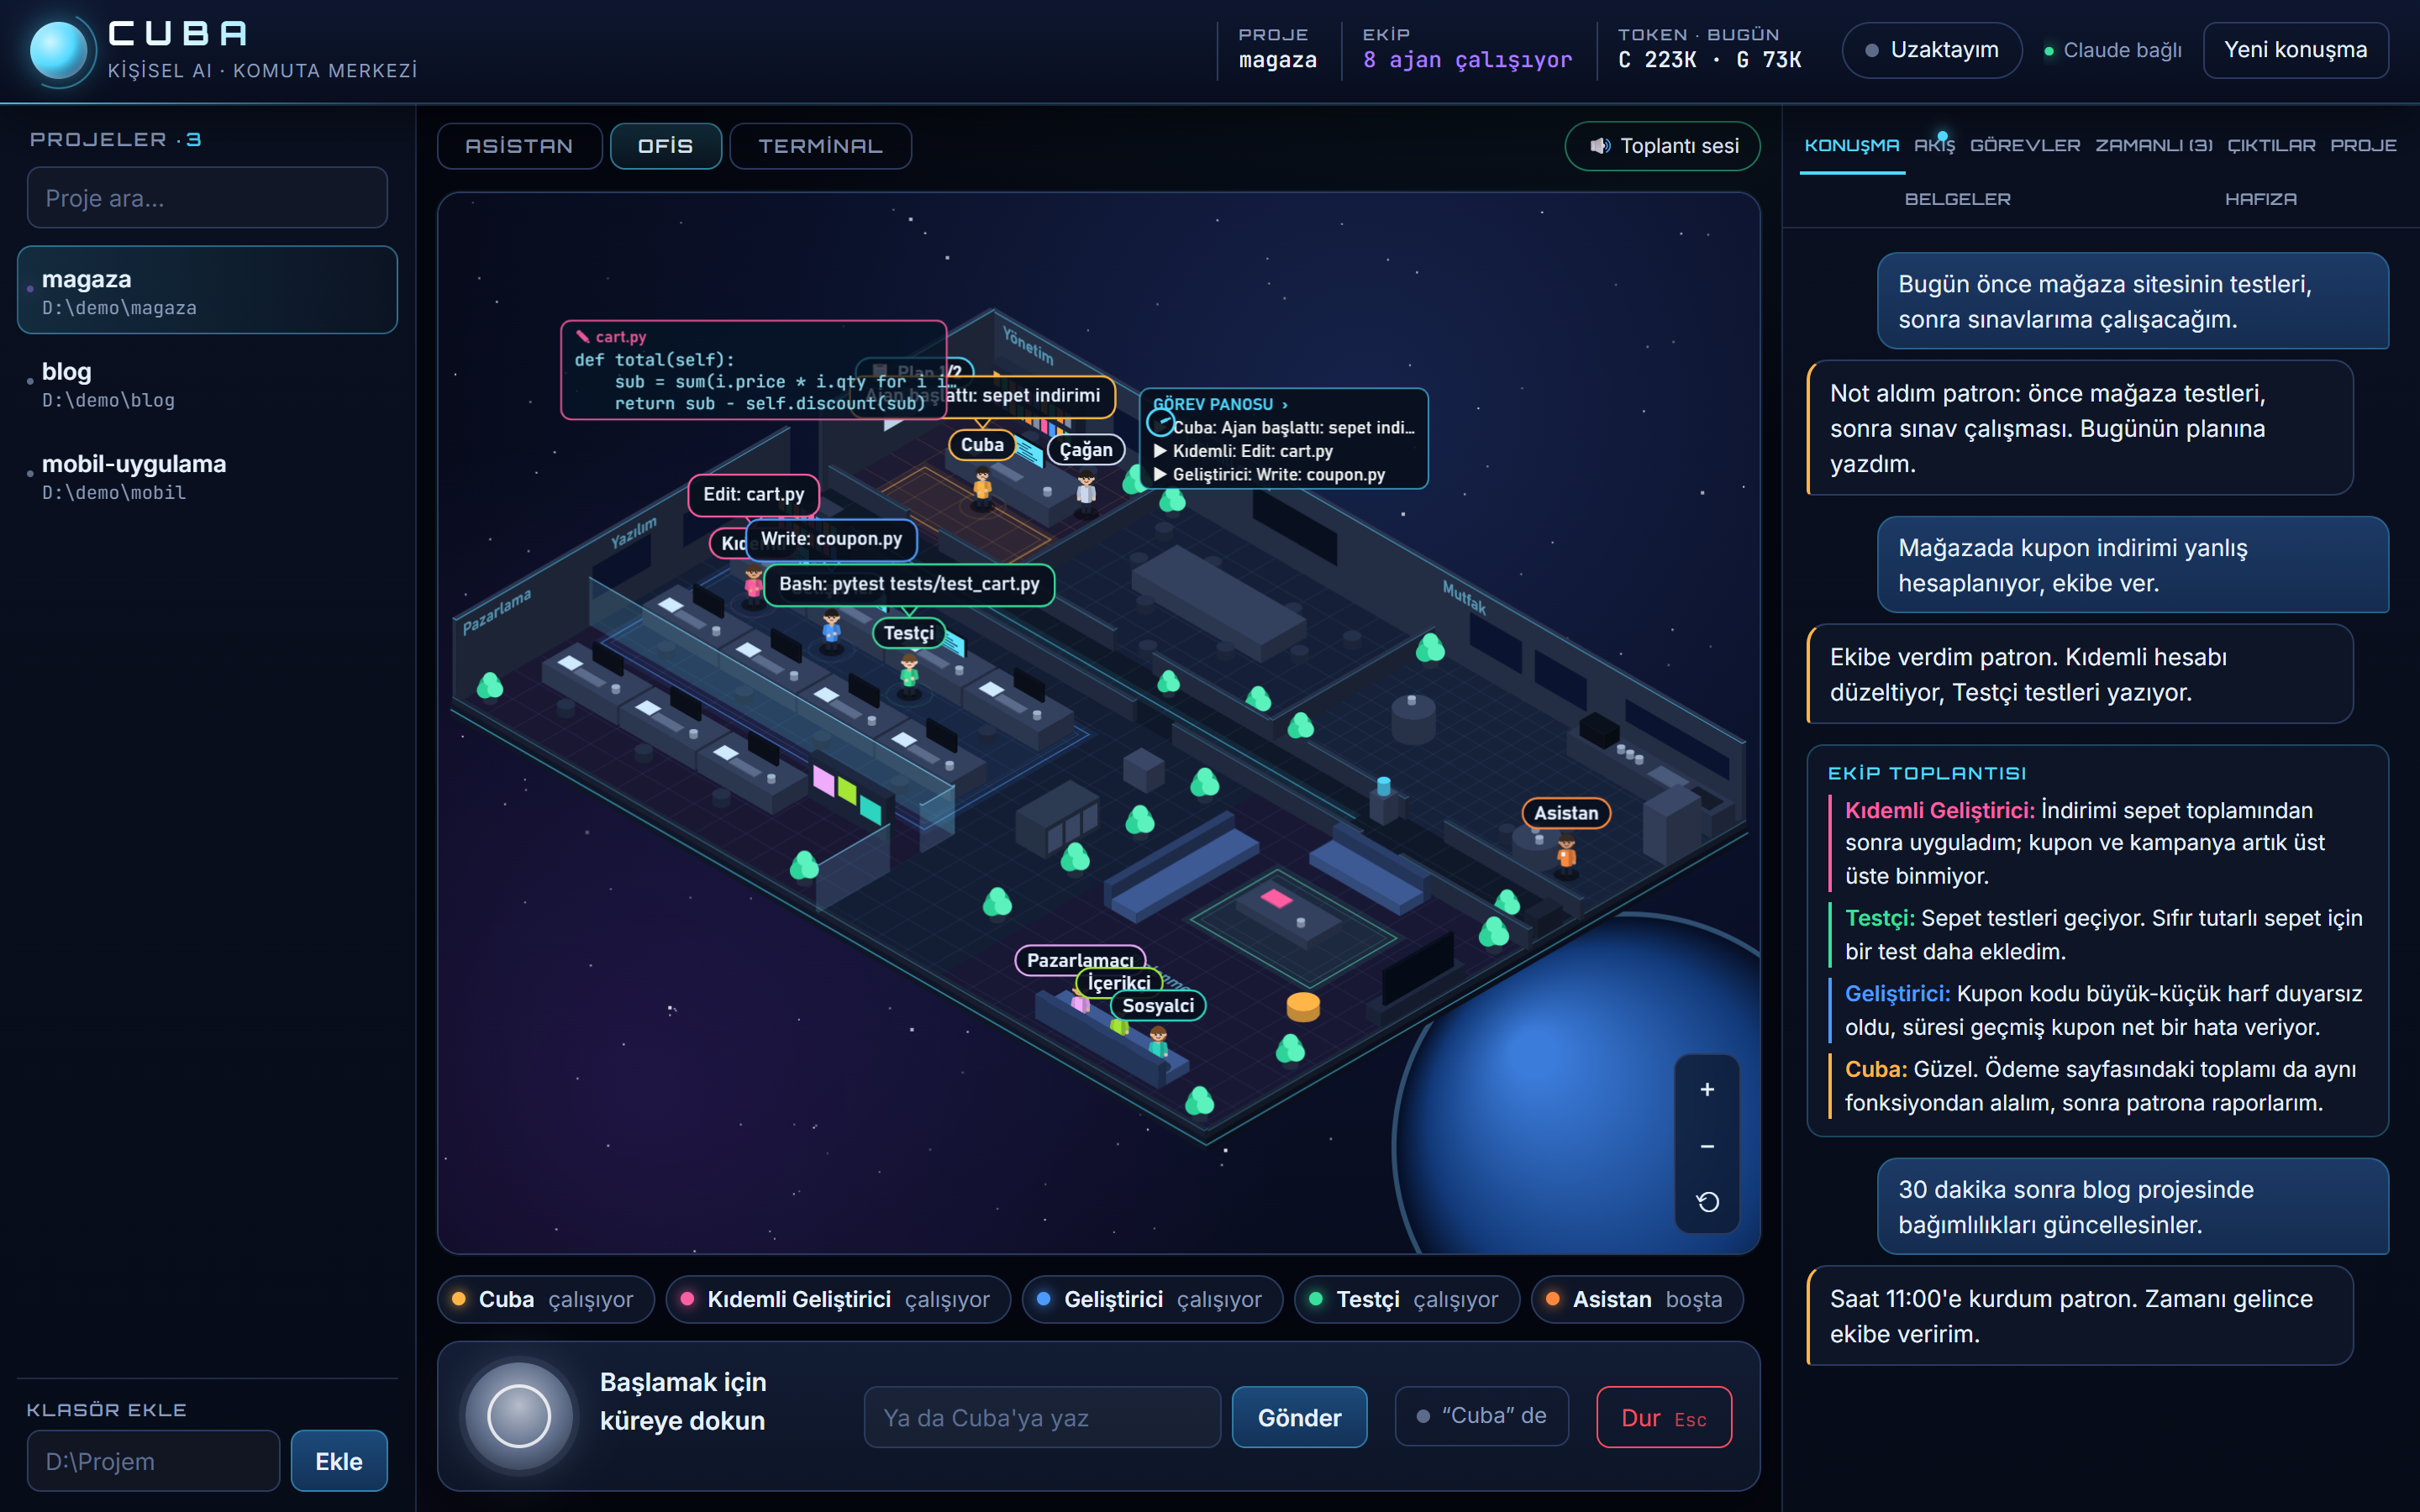 CUBA
KİŞİSEL AI · KOMUTA MERKEZİ
PROJE
magaza
EKİP
8 ajan çalışıyor
TOKEN · BUGÜN
C 223K · G 73K
Uzaktayım
Claude bağlı
Yeni konuşma
PROJELER · 3
Proje ara...
magaza
D:\demo\magaza
blog
D:\demo\blog
mobil-uygulama
D:\demo\mobil
KLASÖR EKLE
D:\Projem
Ekle
ASİSTAN
OFİS
TERMİNAL
Toplantı sesi
Yönetim
cart.py
def total(self):
sub = sum(i.price * i.qty for i i…
return sub - self.discount(sub)
Plan 1/2
Ajan başlattı: sepet indirimi
GÖREV PANOSU ›
Cuba: Ajan başlattı: sepet indi...
▶ Kıdemli: Edit: cart.py
▶ Geliştirici: Write: coupon.py
Cuba
Çağan
Edit: cart.py
Yazılım
Write: coupon.py
Bash: pytest tests/test_cart.py
Testçi
Pazarlama
Mutfak
Asistan
Pazarlamacı
İçerikci
Sosyalci
+
−
Cuba çalışıyor
Kıdemli Geliştirici çalışıyor
Geliştirici çalışıyor
Testçi çalışıyor
Asistan boşta
Başlamak için
küreye dokun
Ya da Cuba'ya yaz
Gönder
“Cuba” de
Dur Esc
KONUŞMA
AKIŞ
GÖREVLER
ZAMANLI (3)
ÇIKTILAR
PROJE
BELGELER
HAFIZA
Bugün önce mağaza sitesinin testleri,
sonra sınavlarıma çalışacağım.
Not aldım patron: önce mağaza testleri,
sonra sınav çalışması. Bugünün planına
yazdım.
Mağazada kupon indirimi yanlış
hesaplanıyor, ekibe ver.
Ekibe verdim patron. Kıdemli hesabı
düzeltiyor, Testçi testleri yazıyor.
EKİP TOPLANTISI
Kıdemli Geliştirici: İndirimi sepet toplamından
sonra uyguladım; kupon ve kampanya artık üst
üste binmiyor.
Testçi: Sepet testleri geçiyor. Sıfır tutarlı sepet için
bir test daha ekledim.
Geliştirici: Kupon kodu büyük-küçük harf duyarsız
oldu, süresi geçmiş kupon net bir hata veriyor.
Cuba: Güzel. Ödeme sayfasındaki toplamı da aynı
fonksiyondan alalım, sonra patrona raporlarım.
30 dakika sonra blog projesinde
bağımlılıkları güncellesinler.
Saat 11:00'e kurdum patron. Zamanı gelince
ekibe veririm.